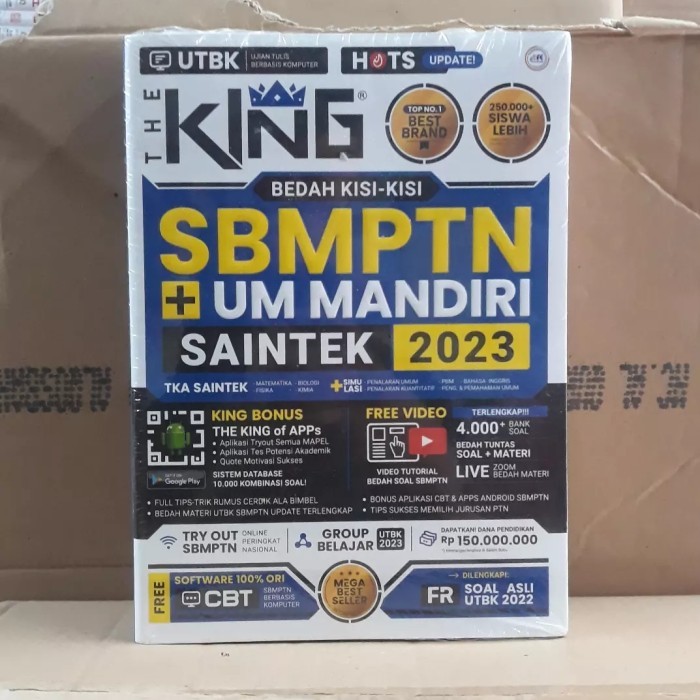 UTBK
UJIAN TULIS
BERBASIS KOMPUTER
HOTS UPDATE!
THE KING®
TOP NO. 1
BEST
BRAND
250.000+
SISWA
LEBIH
BEDAH KISI-KISI
SBMPTN
+ UM MANDIRI
SAINTEK 2023
TKA SAINTEK
MATEMATIKA · BIOLOGI
FISIKA · KIMIA
+SIMU
LASI
PENALARAN UMUM · PBM · BAHASA INGGRIS
PENALARAN KUANTITATIF · PENG. & PEMAHAMAN UMUM
KING BONUS
THE KING of APPs
• Aplikasi Tryout Semua MAPEL
• Aplikasi Tes Potensi Akademik
• Quote Motivasi Sukses
Google Play
SISTEM DATABASE
10.000 KOMBINASI SOAL!
FREE VIDEO
VIDEO TUTORIAL
BEDAH SOAL SBMPTN
TERLENGKAP!!!
4.000+ BANK
SOAL
BEDAH TUNTAS
SOAL + MATERI
LIVE ZOOM
BEDAH MATERI
• FULL TIPS-TRIK RUMUS CERDIK ALA BIMBEL
• BEDAH MATERI UTBK SBMPTN UPDATE TERLENGKAP
• BONUS APLIKASI CBT & APPS ANDROID SBMPTN
• TIPS SUKSES MEMILIH JURUSAN PTN
TRY OUT
SBMPTN
ONLINE
PERINGKAT
NASIONAL
GROUP
BELAJAR
UTBK
2023
DAPATKAN! DANA PENDIDIKAN
Rp 150.000.000
FREE
SOFTWARE 100% ORI
CBT
SBMPTN
BERBASIS
KOMPUTER
MEGA
BEST
SELLER
DILENGKAPI:
FR SOAL ASLI
UTBK 2022